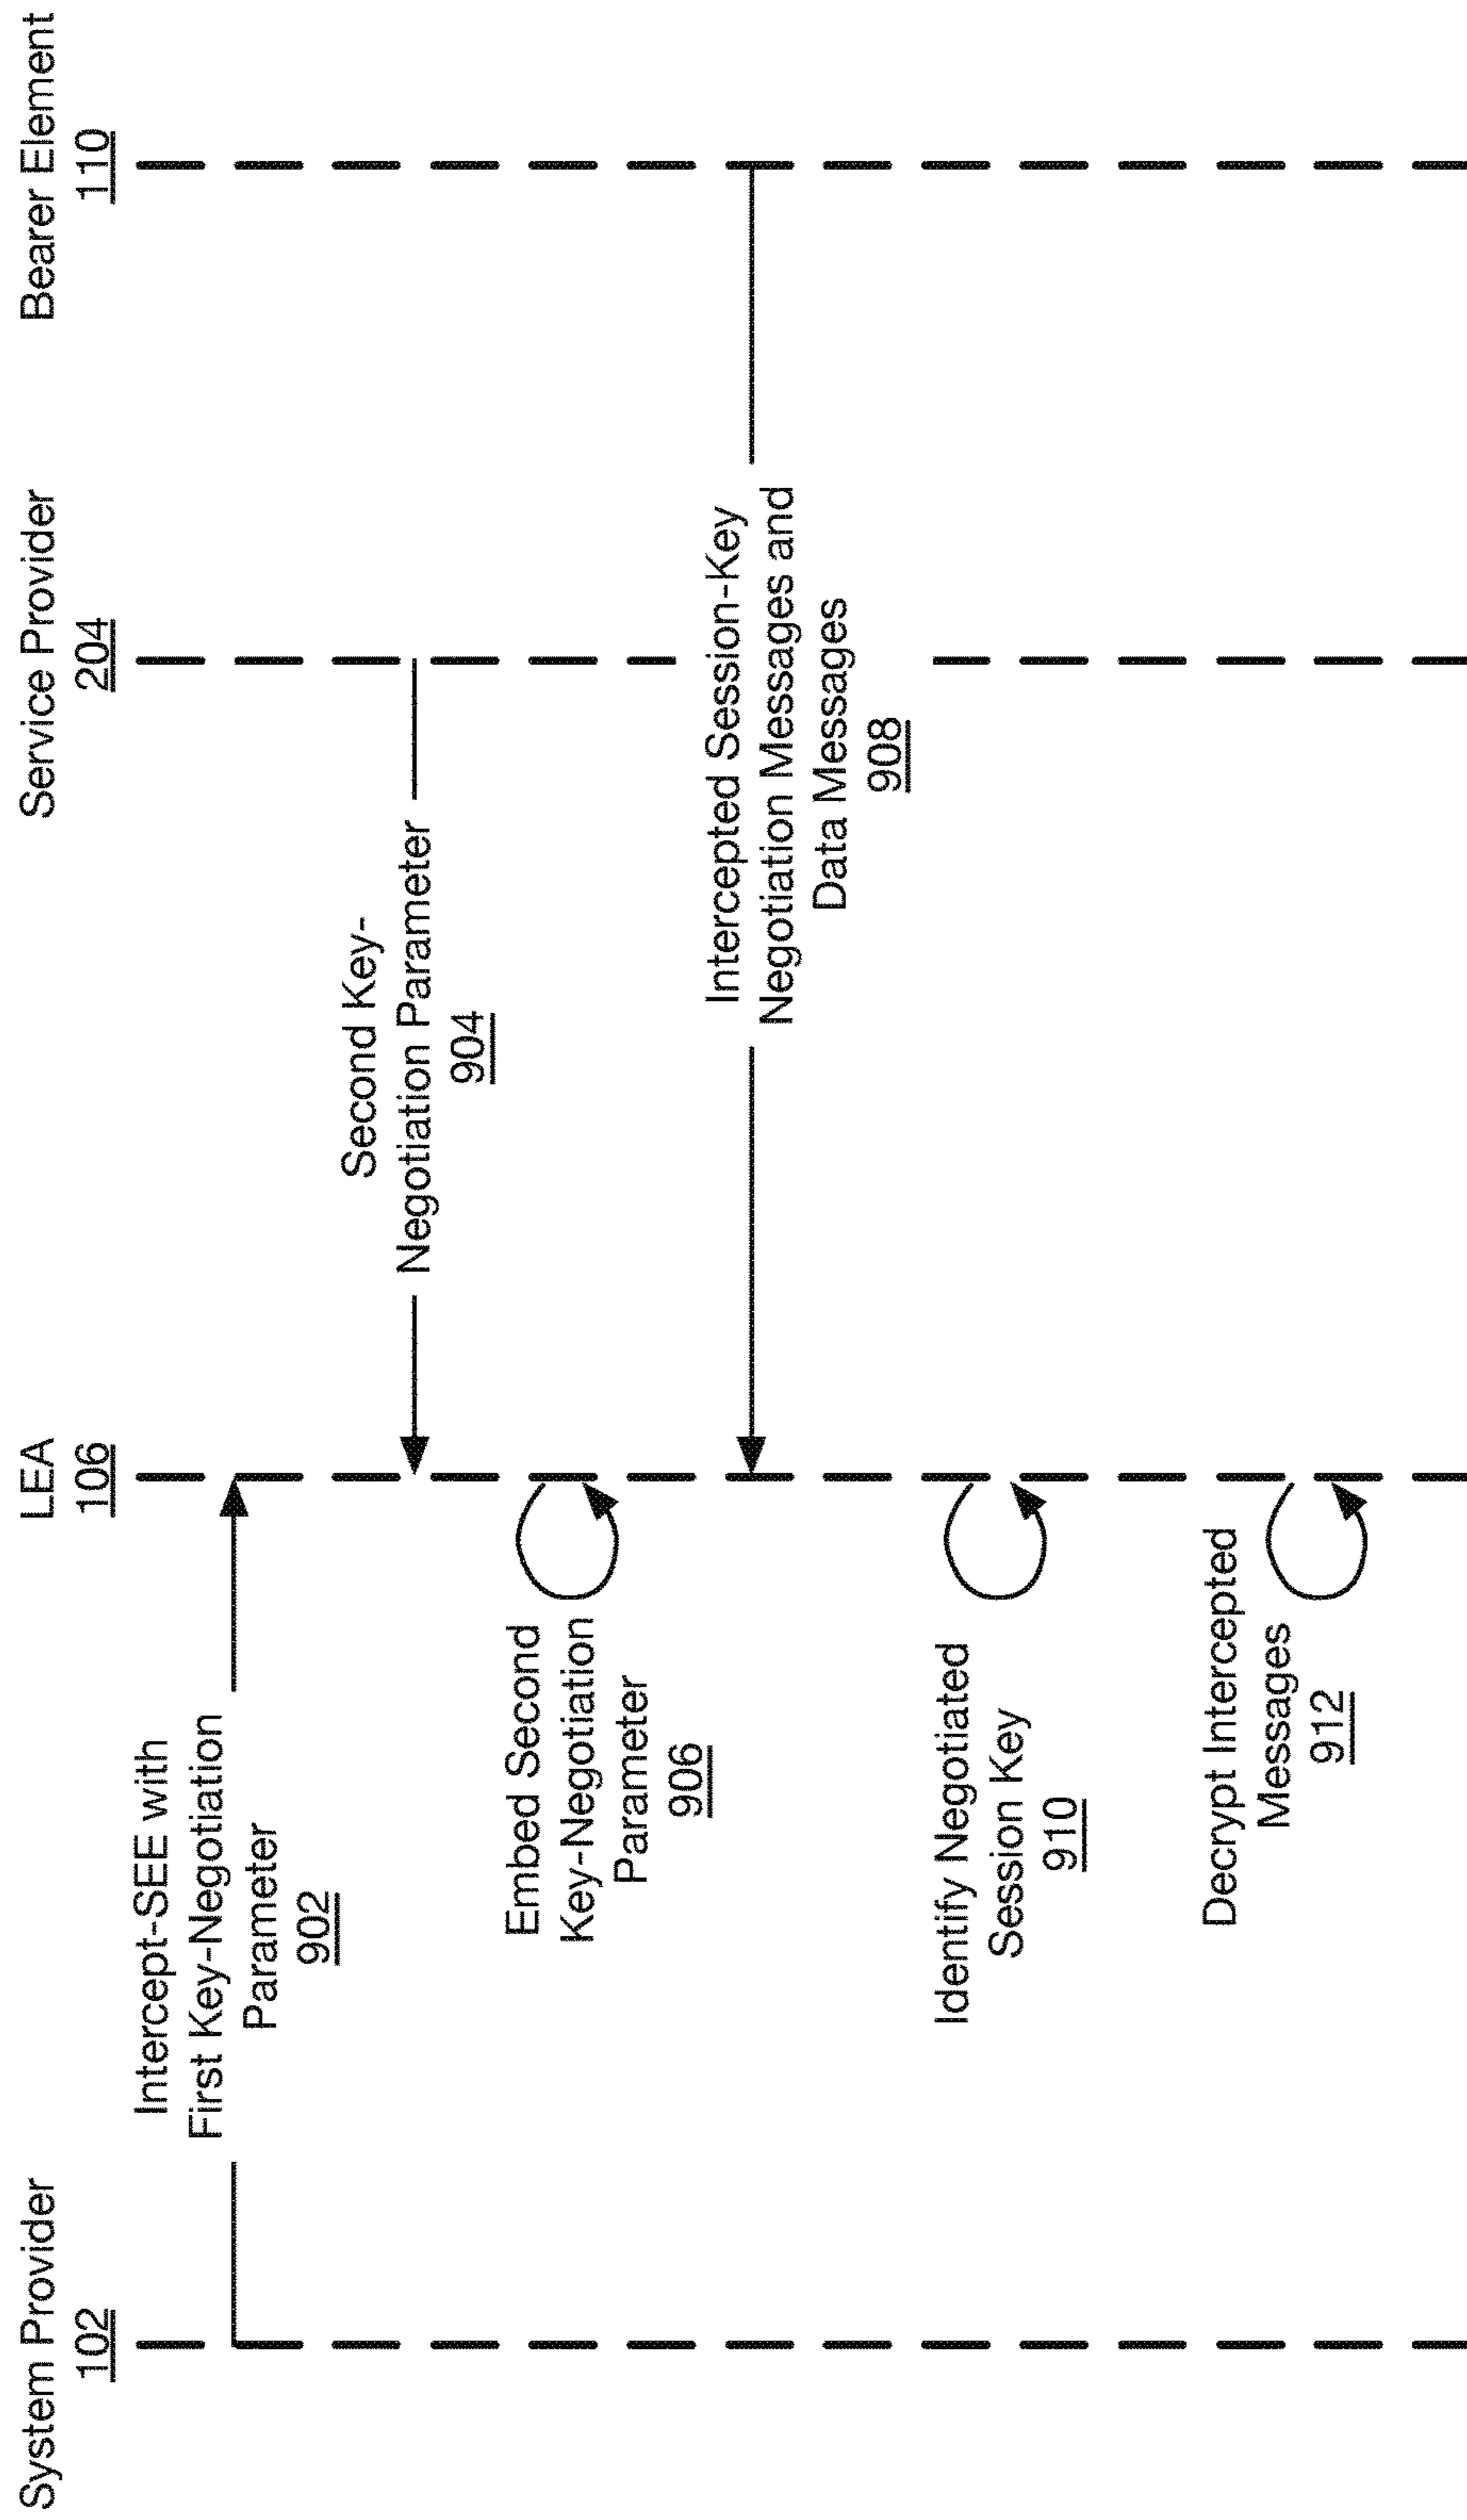 System Provider
102
LEA
106
Service Provider
204
Bearer Element
110
Intercept-SEE with
First Key-Negotiation
Parameter
902
Second Key-
Negotiation Parameter
904
Embed Second
Key-Negotiation
Parameter
906
Intercepted Session-Key
Negotiation Messages and
Data Messages
908
Identify Negotiated
Session Key
910
Decrypt Intercepted
Messages
912